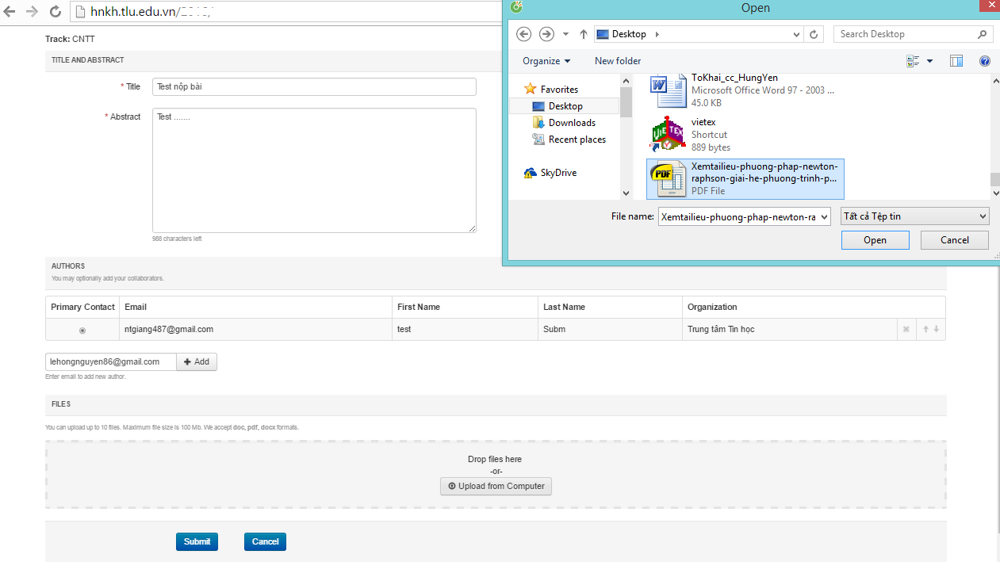 hnkh.tlu.edu.vn/
Track: CNTT
TITLE AND ABSTRACT
* Title
Test nộp bài
* Abstract
Test .......
988 characters left
AUTHORS
You may optionally add your collaborators.
Primary Contact Email First Name Last Name Organization
ntgiang487@gmail.com test Subm Trung tâm Tin học
lehongnguyen86@gmail.com Add
Enter email to add new author.
FILES
You can upload up to 10 files. Maximum file size is 100 Mb. We accept doc, pdf, docx formats.
Drop files here
-or-
Upload from Computer
Submit Cancel
Open
Desktop
Search Desktop
Organize New folder
Favorites
Desktop
Downloads
Recent places
SkyDrive
ToKhai_cc_HungYen
Microsoft Office Word 97 - 2003 ...
45.0 KB
vietex
Shortcut
889 bytes
Xemtailieu-phuong-phap-newton-
raphson-giai-he-phuong-trinh-p...
PDF File
File name: Xemtailieu-phuong-phap-newton-ra Tất cả Tệp tin
Open Cancel